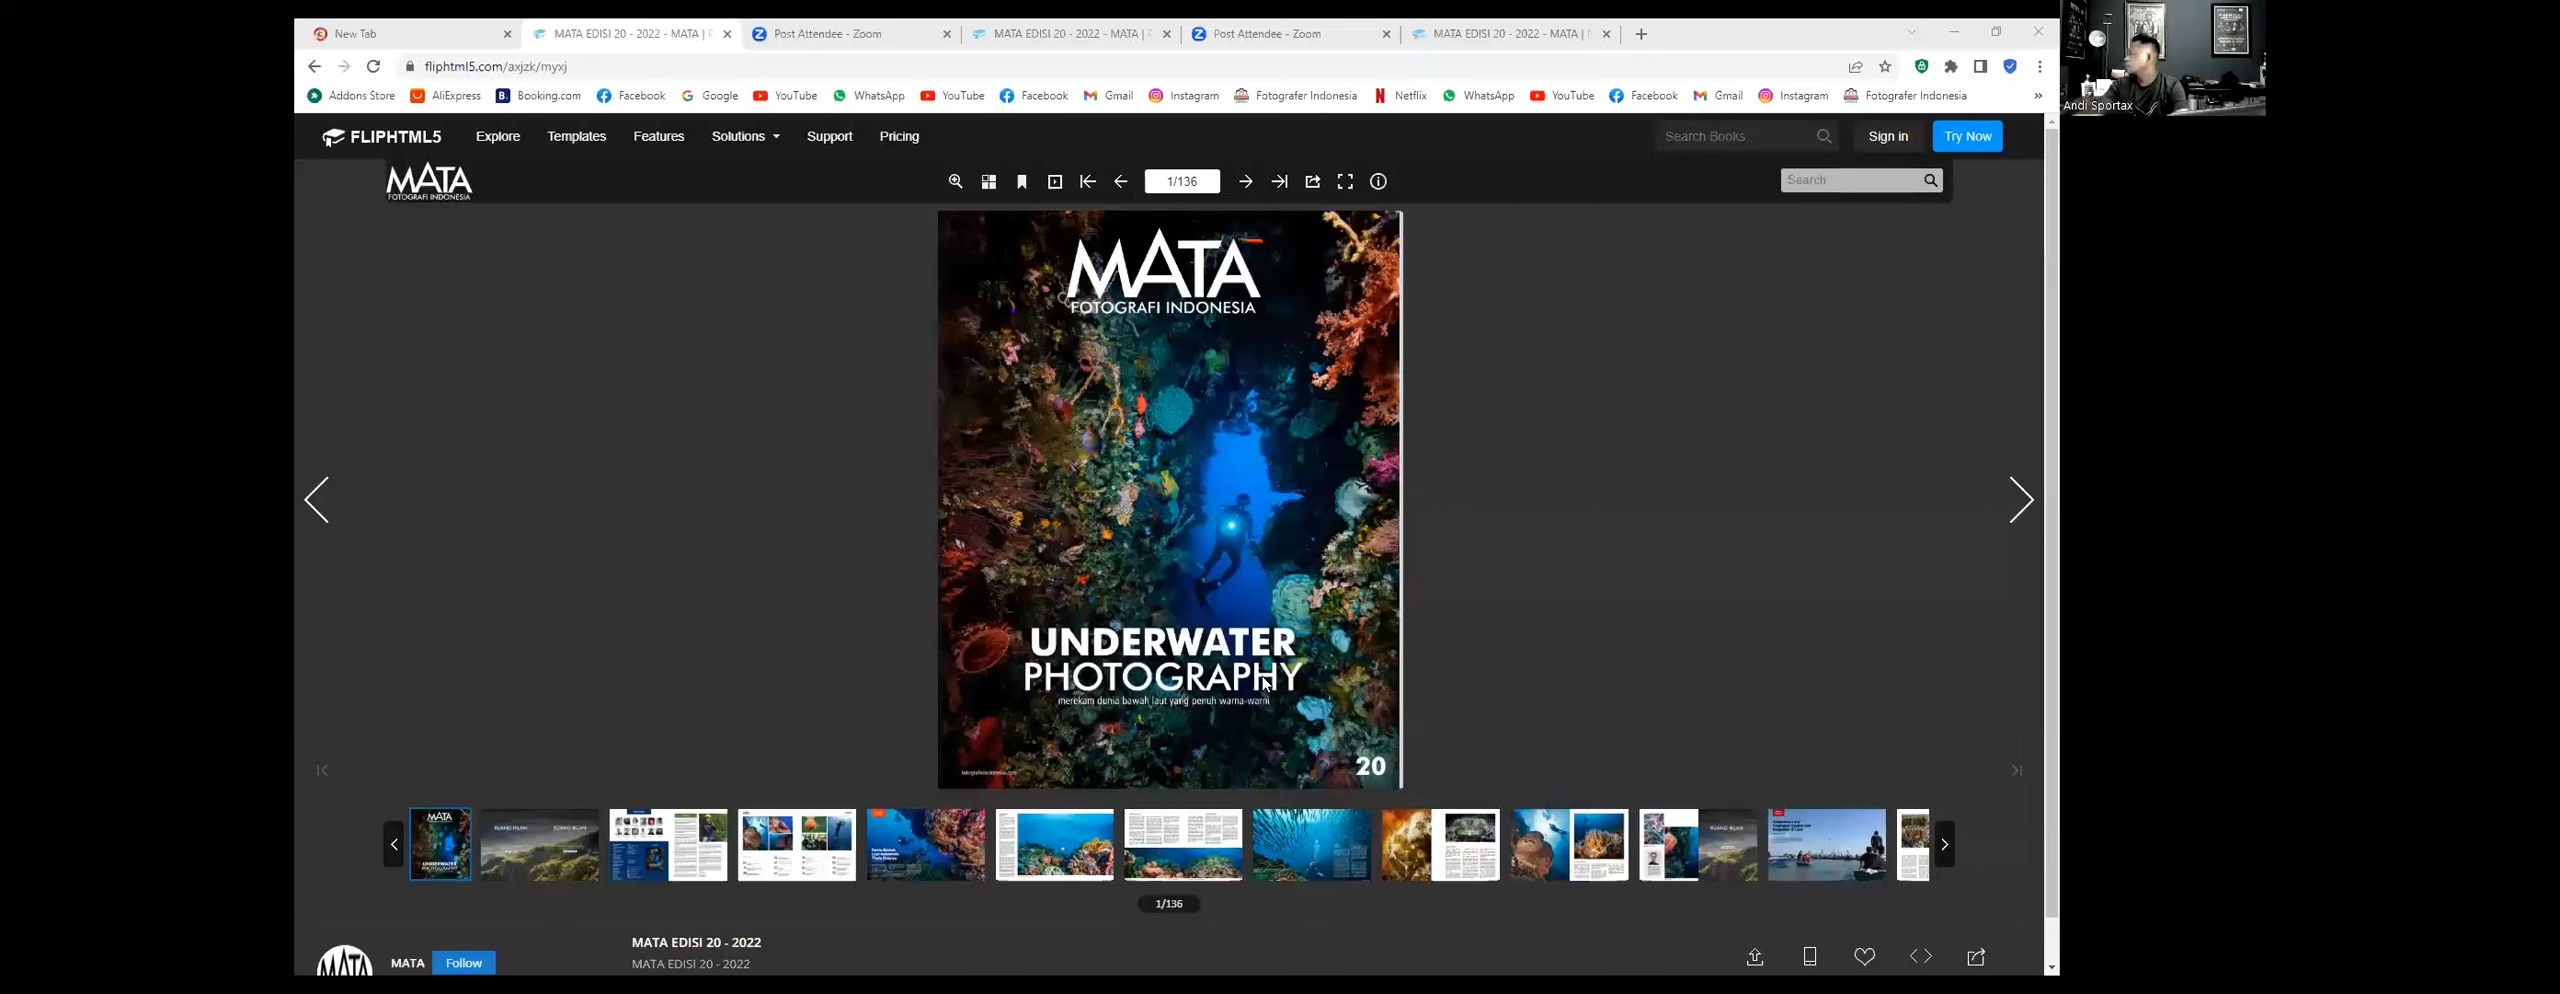 New Tab
MATA EDISI 20 - 2022 - MATA |
Post Attendee - Zoom
MATA EDISI 20 - 2022 - MATA |
Post Attendee - Zoom
MATA EDISI 20 - 2022 - MATA |
fliphtml5.com/axjzk/myxj
Addons Store
AliExpress
Booking.com
Facebook
Google
YouTube
WhatsApp
YouTube
Facebook
Gmail
Instagram
Fotografer Indonesia
Netflix
WhatsApp
YouTube
Facebook
Gmail
Instagram
Fotografer Indonesia
Andi Sportax
FLIPHTML5
Explore
Templates
Features
Solutions
Support
Pricing
Search Books
Sign in
Try Now
MATA
FOTOGRAFI INDONESIA
1/136
Search
MATA
FOTOGRAFI INDONESIA
UNDERWATER
PHOTOGRAPHY
merekam dunia bawah laut yang penuh warna-warni
20
1/136
MATA
MATA
Follow
MATA EDISI 20 - 2022
MATA EDISI 20 - 2022